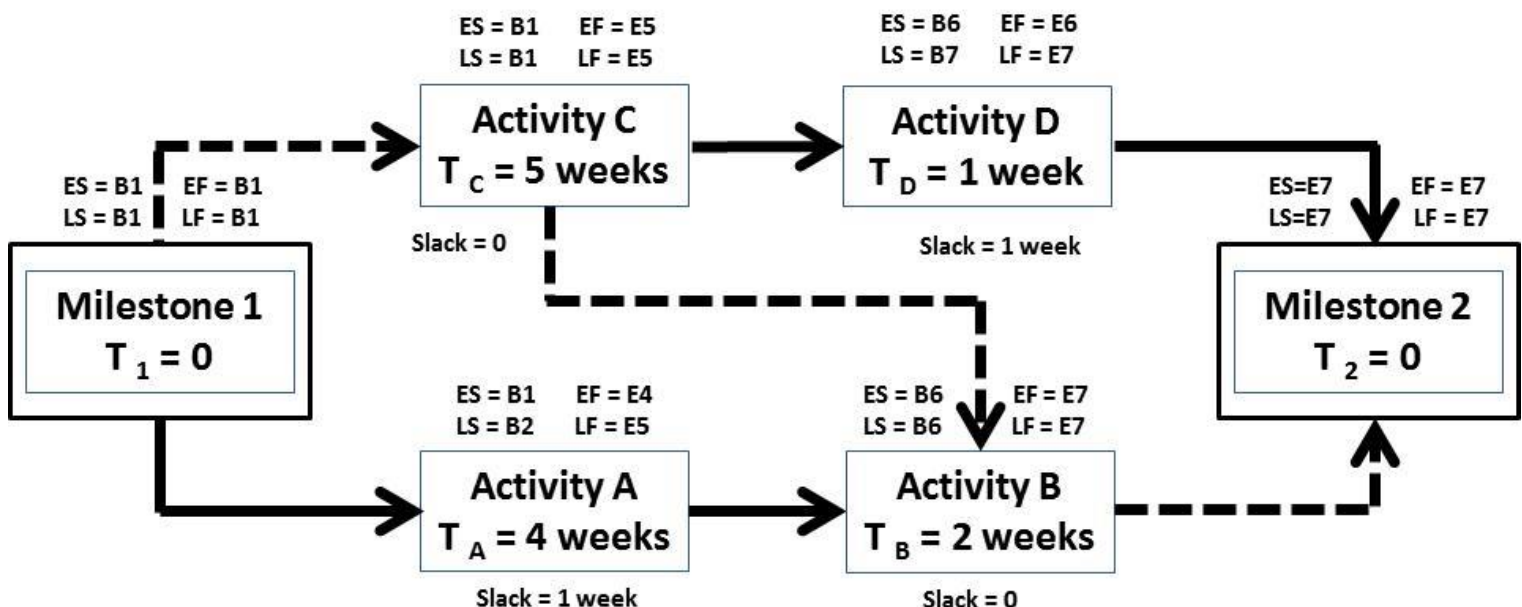 ES = B1 EF = E5
LS = B1 LF = E5
Activity C
T C = 5 weeks
Slack = 0
ES = B6 EF = E6
LS = B7 LF = E7
Activity D
T D = 1 week
Slack = 1 week
ES = B1 EF = B1
LS = B1 LF = B1
Milestone 1
T 1 = 0
ES=E7 EF = E7
LS=E7 LF = E7
Milestone 2
T 2 = 0
ES = B1 EF = E4
LS = B2 LF = E5
Activity A
T A = 4 weeks
Slack = 1 week
ES = B6 EF = E7
LS = B6 LF = E7
Activity B
T B = 2 weeks
Slack = 0